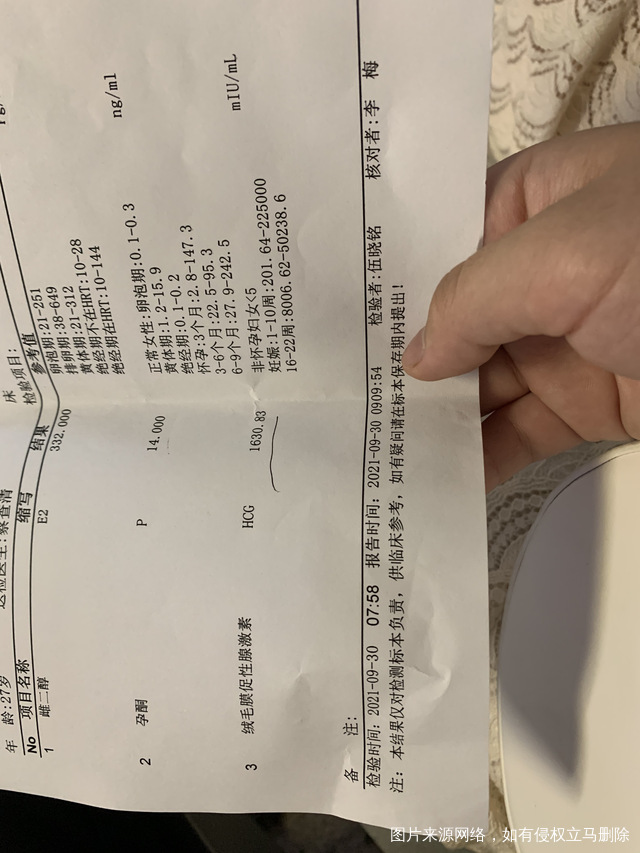 年 龄:27岁
床
检验项目:
No 项目名称 缩写 结果 参考值
1 雌二醇 E2 332.000 卵泡期:21-251
排卵期:38-649
黄体期:21-312
绝经期不在HRT:10-28
绝经期在HRT:10-144
2 孕酮 P 14.000 正常女性:卵泡期:0.1-0.3 ng/ml
黄体期:1.2-15.9
绝经期:0.1-0.2
怀孕:3个月:2.8-147.3
3-6个月:22.5-95.3
6-9个月:27.9-242.5
3 绒毛膜促性腺激素 HCG 1630.83 非怀孕妇女<5 mIU/mL
妊娠:1-10周:201.64-225000
16-22周:8006.62-50238.6
备 注:
检验时间: 2021-09-30 07:58 报告时间: 2021-09-30 0909:54 检验者:伍晓铭 核对者:李 梅
注: 本结果仅对检测标本负责, 供临床参考, 如有疑问请在标本保存期内提出!
图片来源网络，如有侵权立马删除